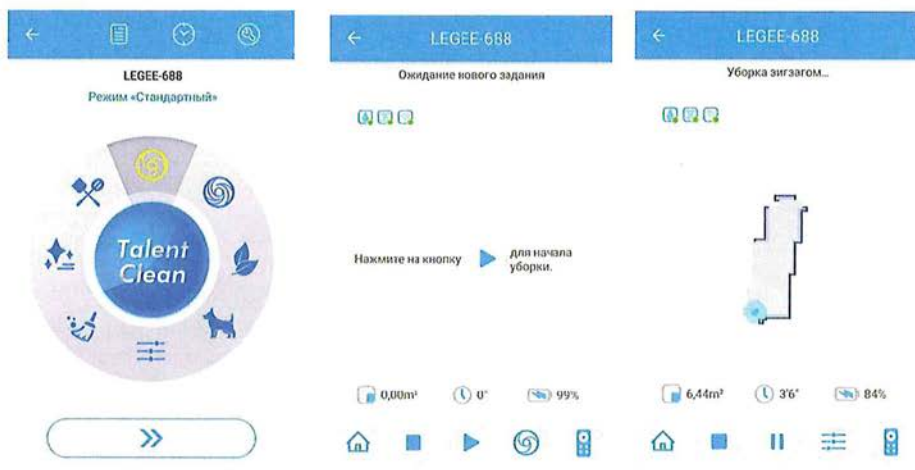 LEGEE-688
Режим «Стандартный»
Talent
Clean
LEGEE-688
Ожидание нового задания
Нажмите на кнопку
для начала
уборки.
0,00m²
0"
99%
LEGEE-688
Уборка зигзагом...
6,44m²
3'6"
84%